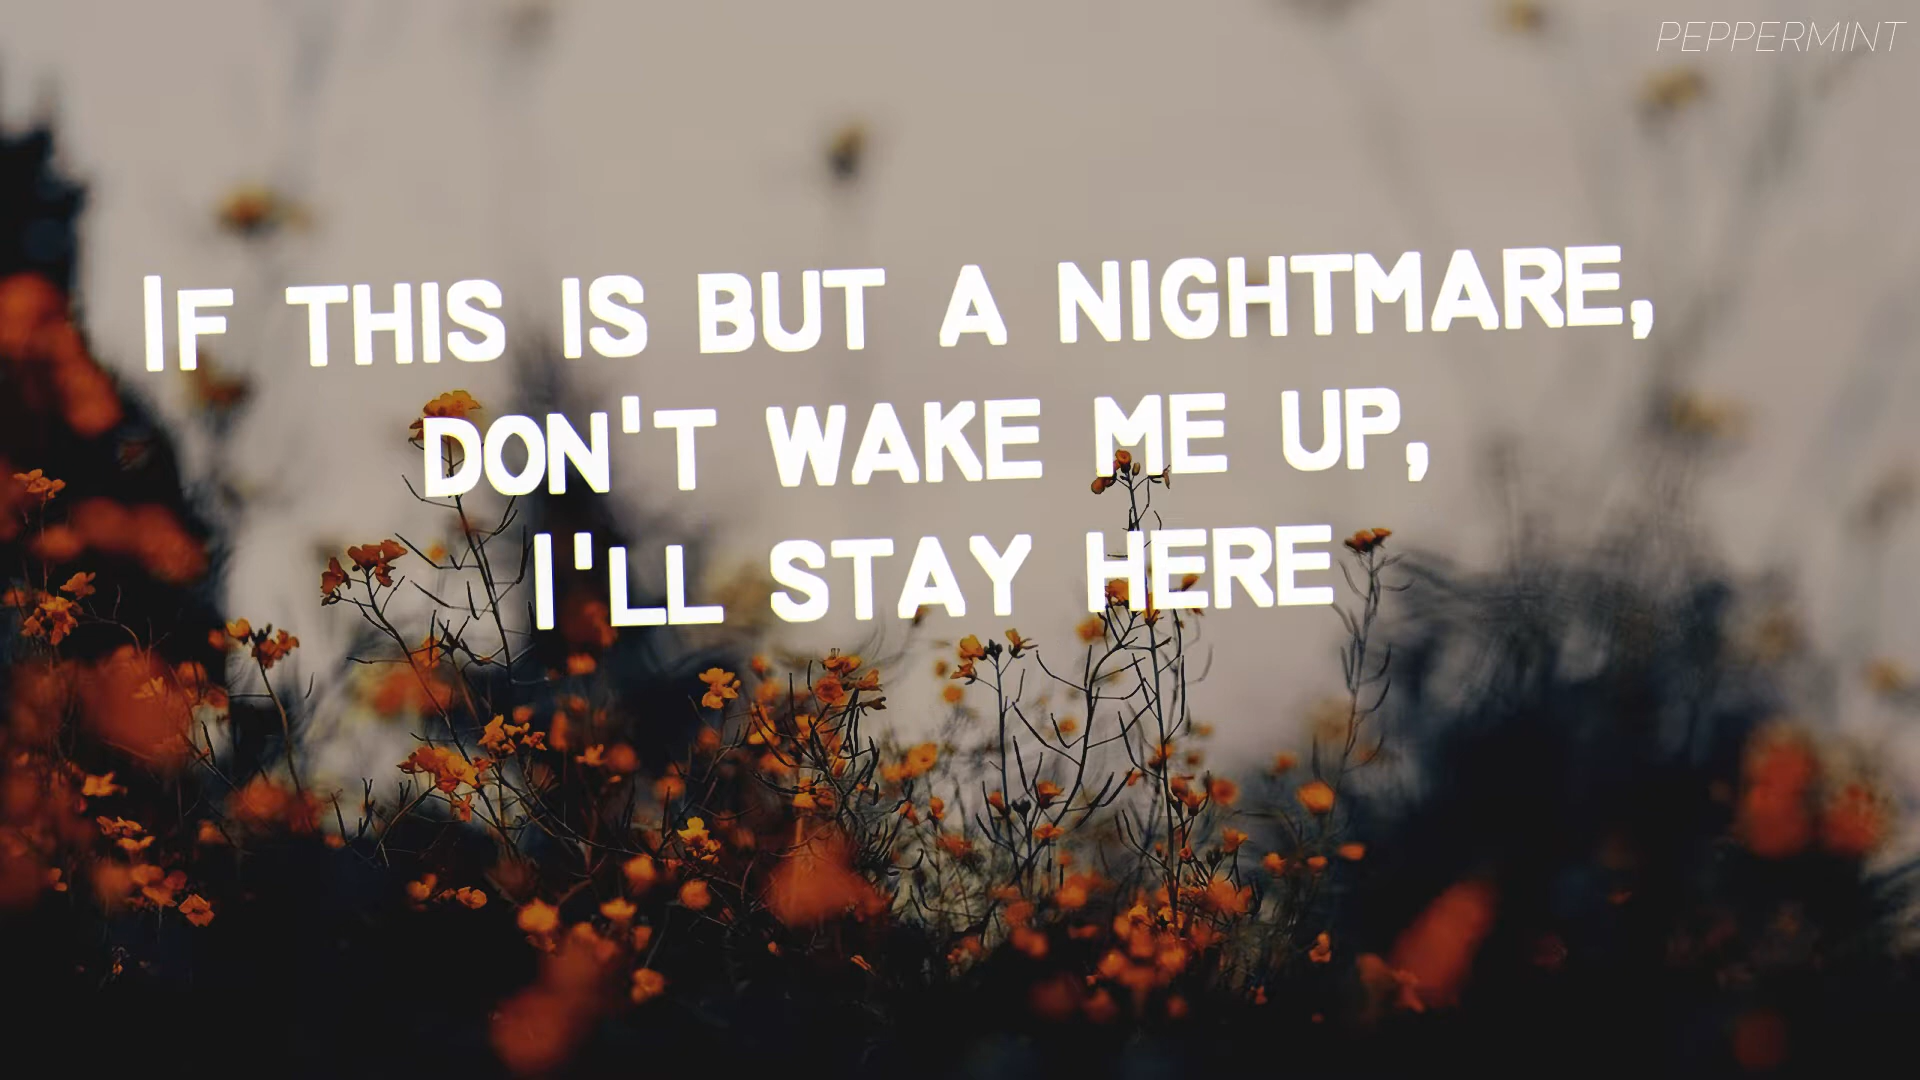 PEPPERMINT
If this is but a nightmare,
don't wake me up,
I'll stay here